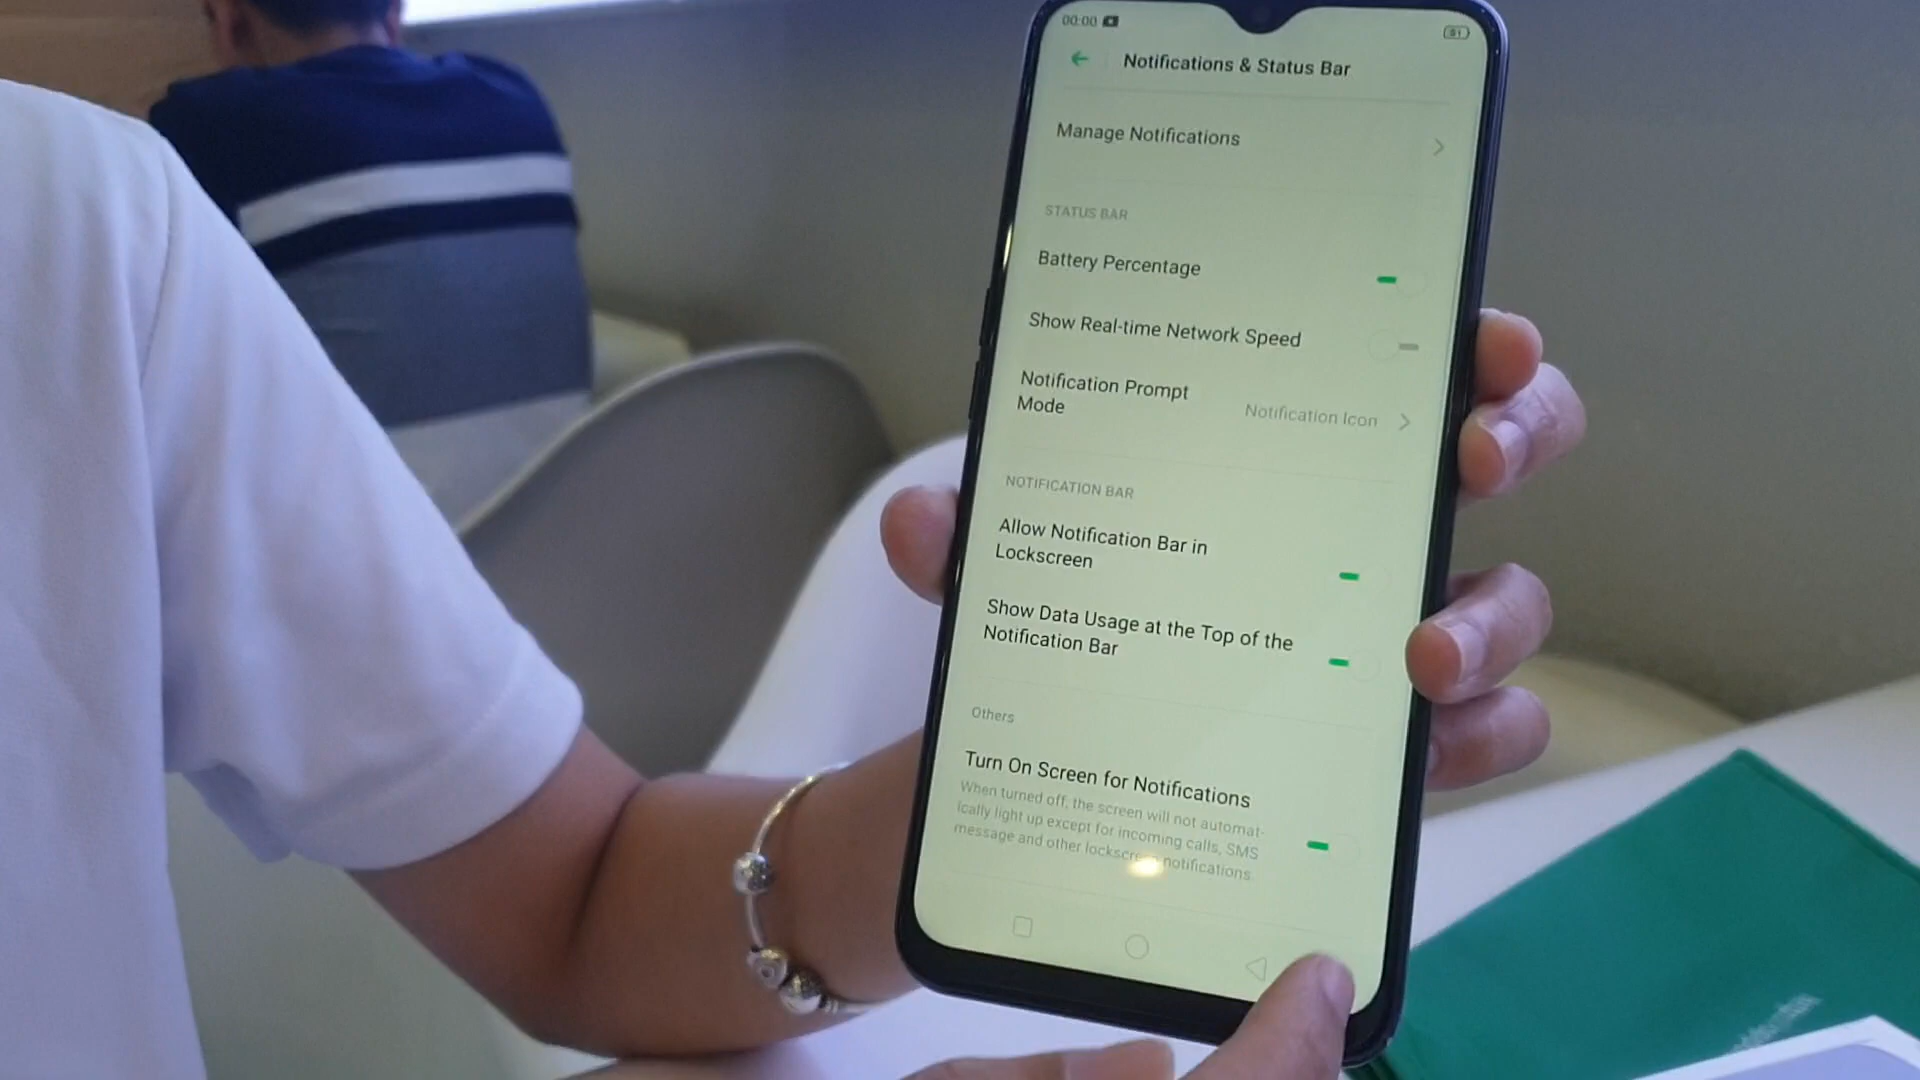 00:00
81
Notifications & Status Bar
Manage Notifications
STATUS BAR
Battery Percentage
Show Real-time Network Speed
Notification Prompt
Mode
Notification Icon
NOTIFICATION BAR
Allow Notification Bar in
Lockscreen
Show Data Usage at the Top of the
Notification Bar
Others
Turn On Screen for Notifications
When turned off, the screen will not automat-
ically light up except for incoming calls, SMS
message and other lockscreen notifications